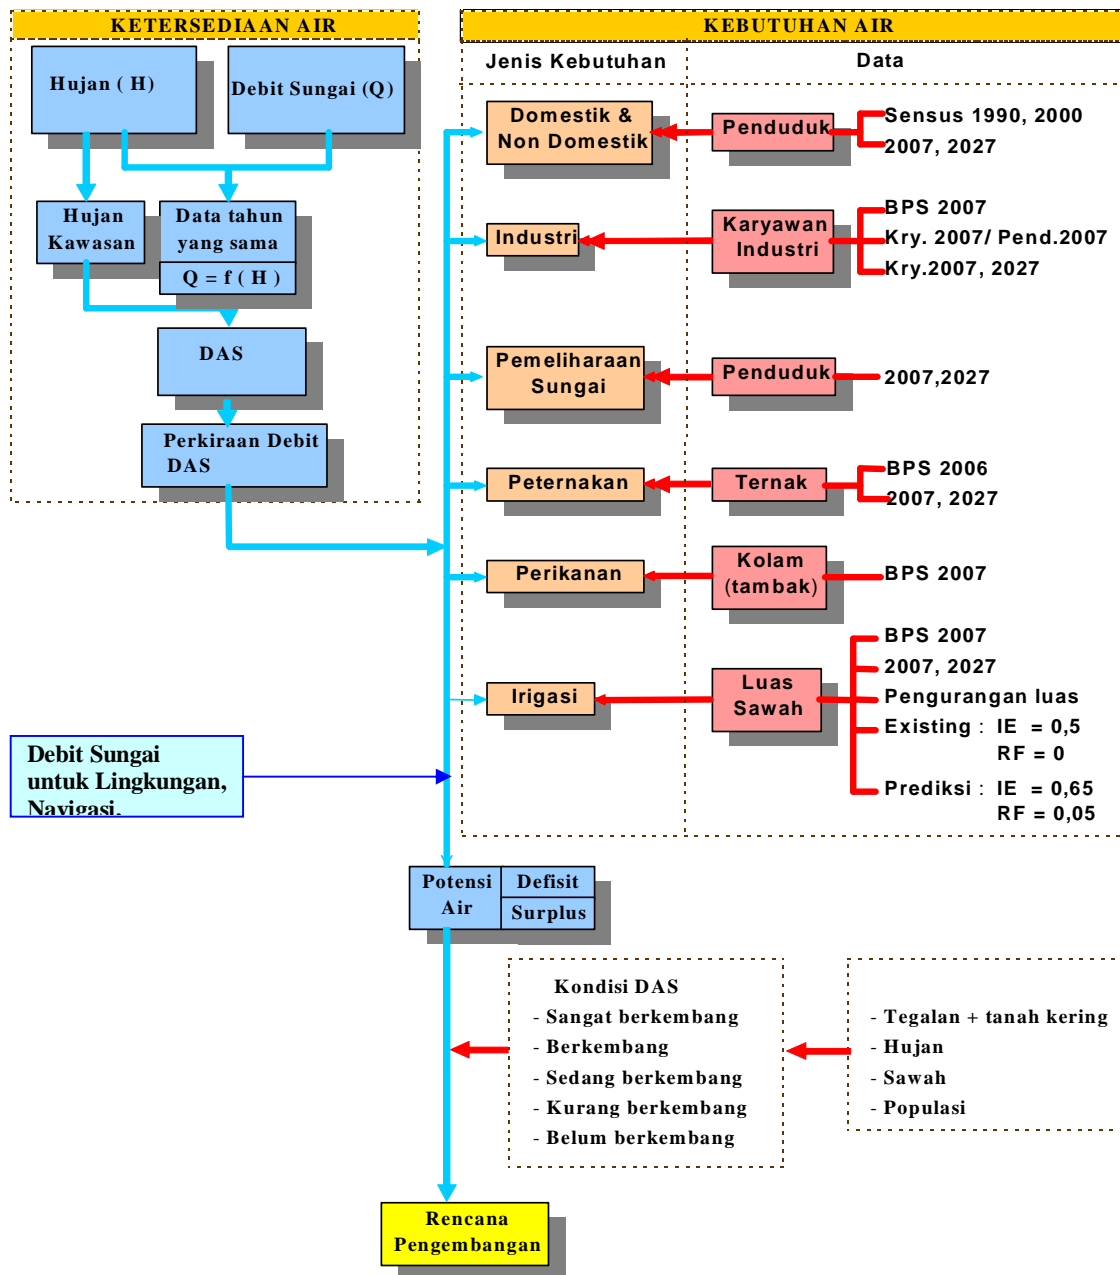 KETERSEDIAAN AIR
Hujan ( H)
Debit Sungai (Q)
Hujan
Kawasan
Data tahun
yang sama
Q = f ( H )
DAS
Perkiraan Debit
DAS
KEBUTUHAN AIR
Jenis Kebutuhan
Data
Domestik &
Non Domestik
Penduduk
Sensus 1990, 2000
2007, 2027
Industri
Karyawan
Industri
BPS 2007
Kry. 2007/ Pend.2007
Kry.2007, 2027
Pemeliharaan
Sungai
Penduduk
2007,2027
Peternakan
Ternak
BPS 2006
2007, 2027
Perikanan
Kolam
(tambak)
BPS 2007
Irigasi
Luas
Sawah
BPS 2007
2007, 2027
Pengurangan luas
Existing : IE = 0,5
RF = 0
Prediksi : IE = 0,65
RF = 0,05
Debit Sungai
untuk Lingkungan,
Navigasi.
Potensi
Air
Defisit
Surplus
Kondisi DAS
- Sangat berkembang
- Berkembang
- Sedang berkembang
- Kurang berkembang
- Belum berkembang
- Tegalan + tanah kering
- Hujan
- Sawah
- Populasi
Rencana
Pengembangan